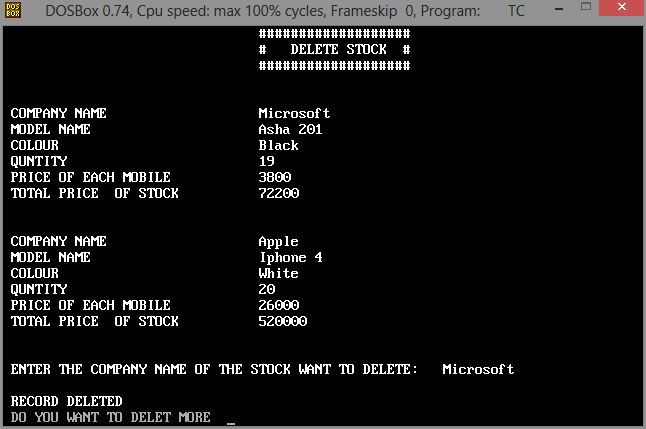 DOS
BOX
DOSBox 0.74, Cpu speed: max 100% cycles, Frameskip 0, Program: TC
###################
# DELETE STOCK #
###################
COMPANY NAME Microsoft
MODEL NAME Asha 201
COLOUR Black
QUNTITY 19
PRICE OF EACH MOBILE 3800
TOTAL PRICE OF STOCK 72200
COMPANY NAME Apple
MODEL NAME Iphone 4
COLOUR White
QUNTITY 20
PRICE OF EACH MOBILE 26000
TOTAL PRICE OF STOCK 520000
ENTER THE COMPANY NAME OF THE STOCK WANT TO DELETE: Microsoft
RECORD DELETED
DO YOU WANT TO DELET MORE _